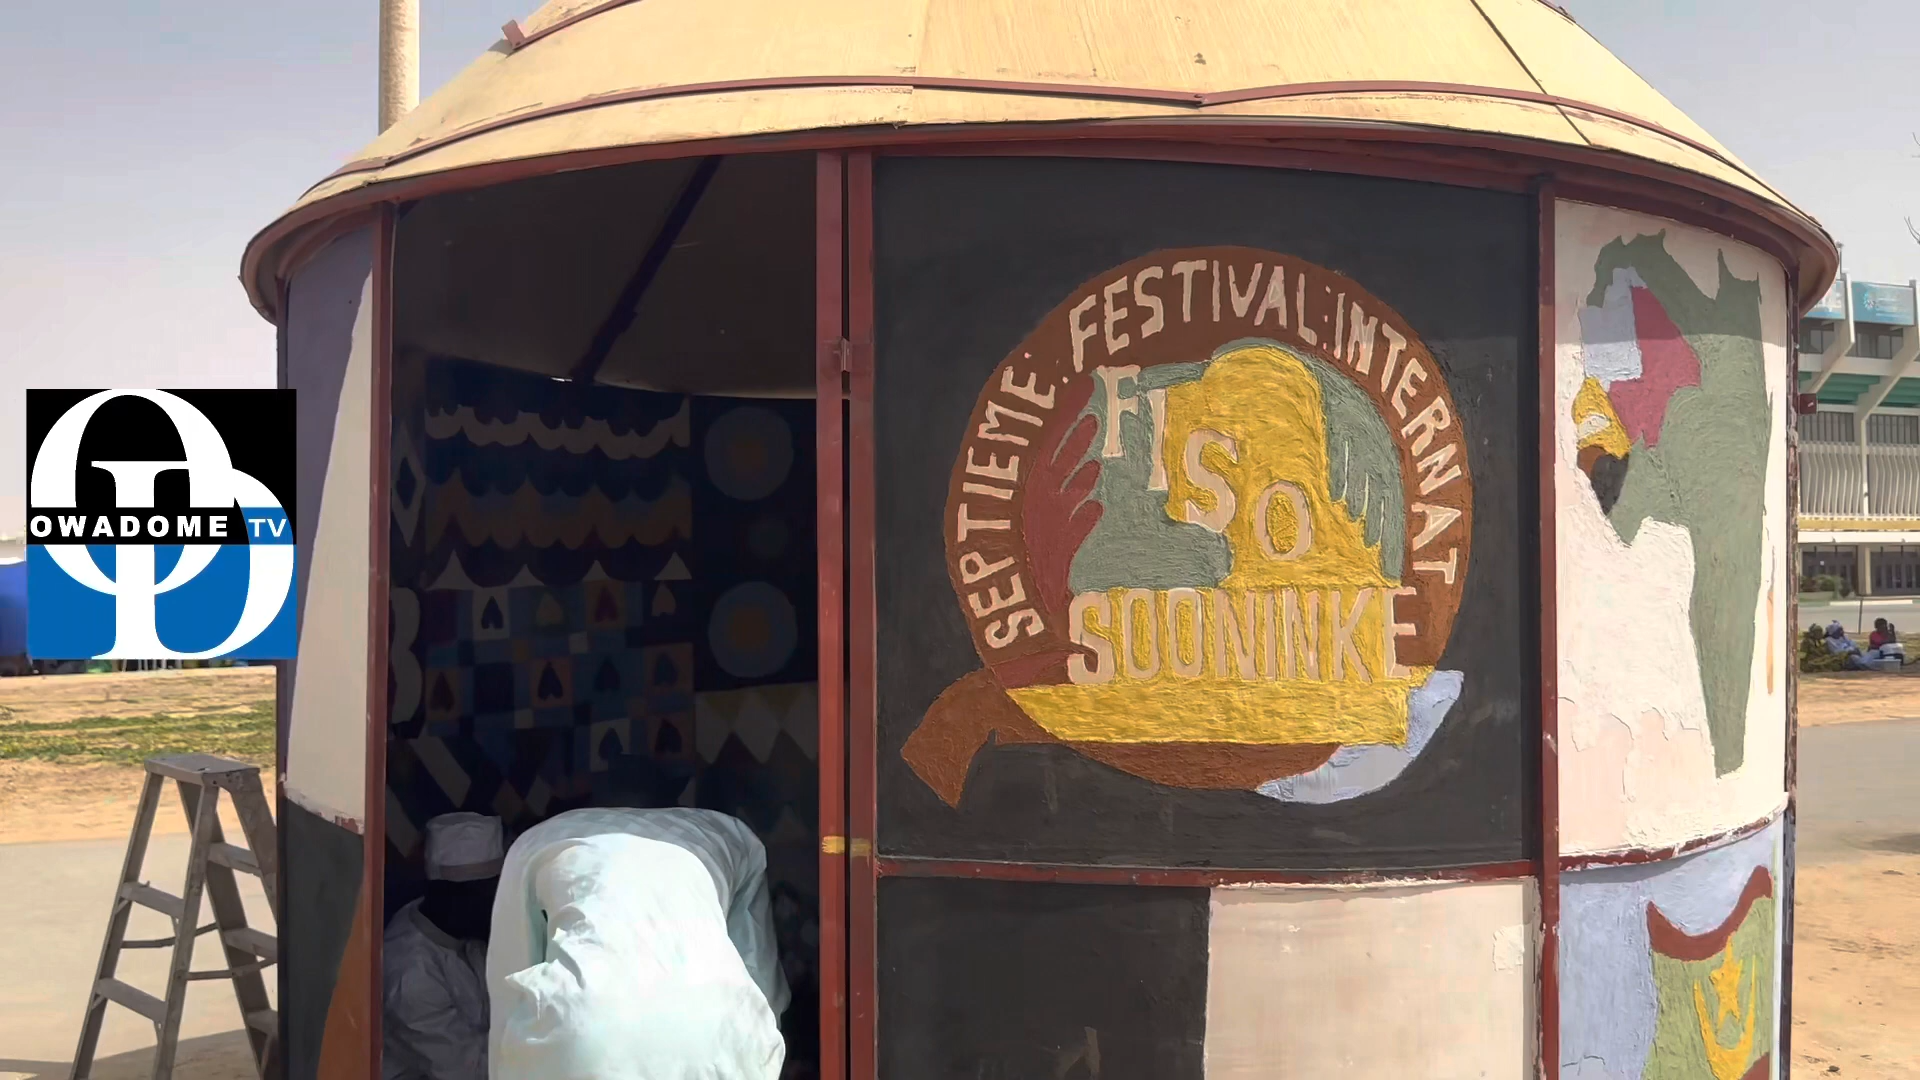 OWADOME TV
SEPTIEME: FESTIVAL: INTERNAT
FISO
SOONINKE